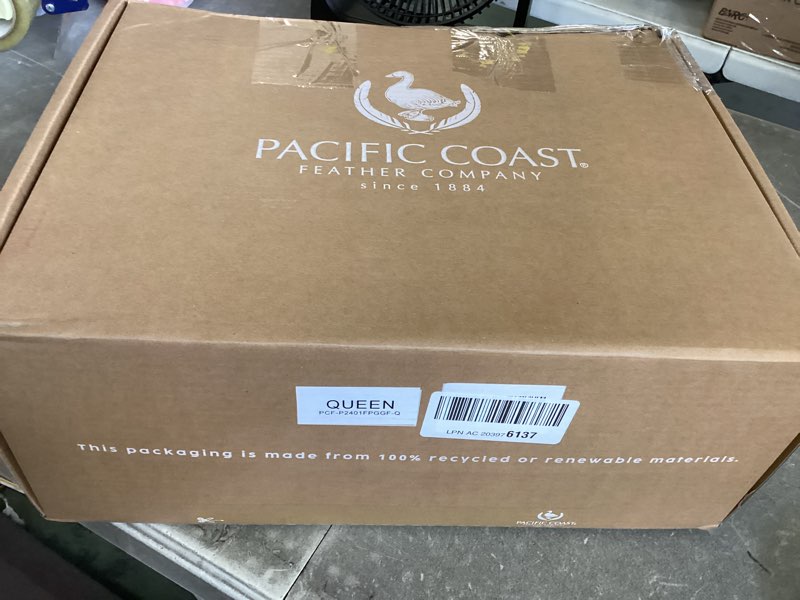 PACIFIC COAST®
FEATHER COMPANY
since 1884
QUEEN
PCF-P2401FPGGF-Q
LPN AC 20397 6137
This packaging is made from 100% recycled or renewable materials.
PACIFIC COAST